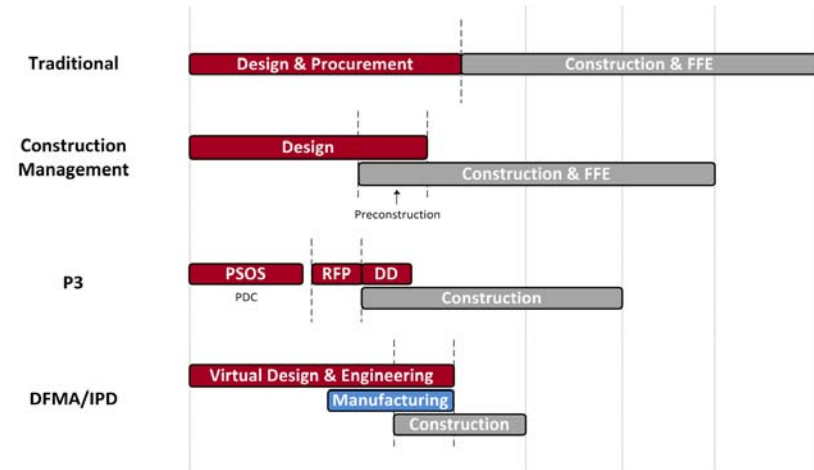 Traditional
Design & Procurement
Construction & FFE
Construction
Management
Design
Construction & FFE
Preconstruction
P3
PSOS
RFP
DD
PDC
Construction
DFMA/IPD
Virtual Design & Engineering
Manufacturing
Construction